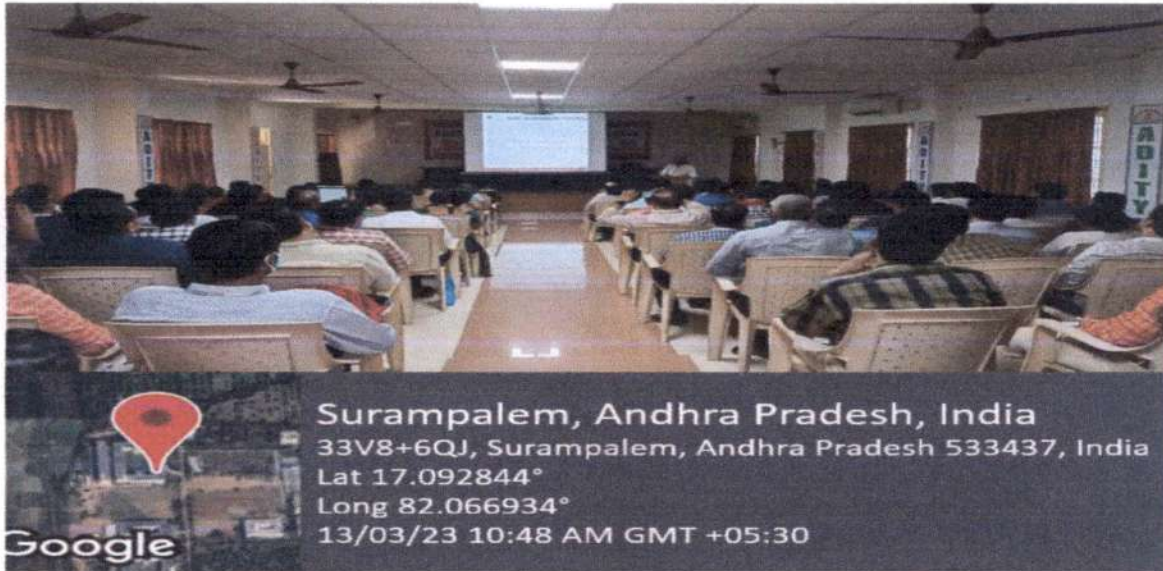 ADIT
ADITY
Surampalem, Andhra Pradesh, India
33V8+6QJ, Surampalem, Andhra Pradesh 533437, India
Lat 17.092844°
Long 82.066934°
13/03/23 10:48 AM GMT +05:30
Google